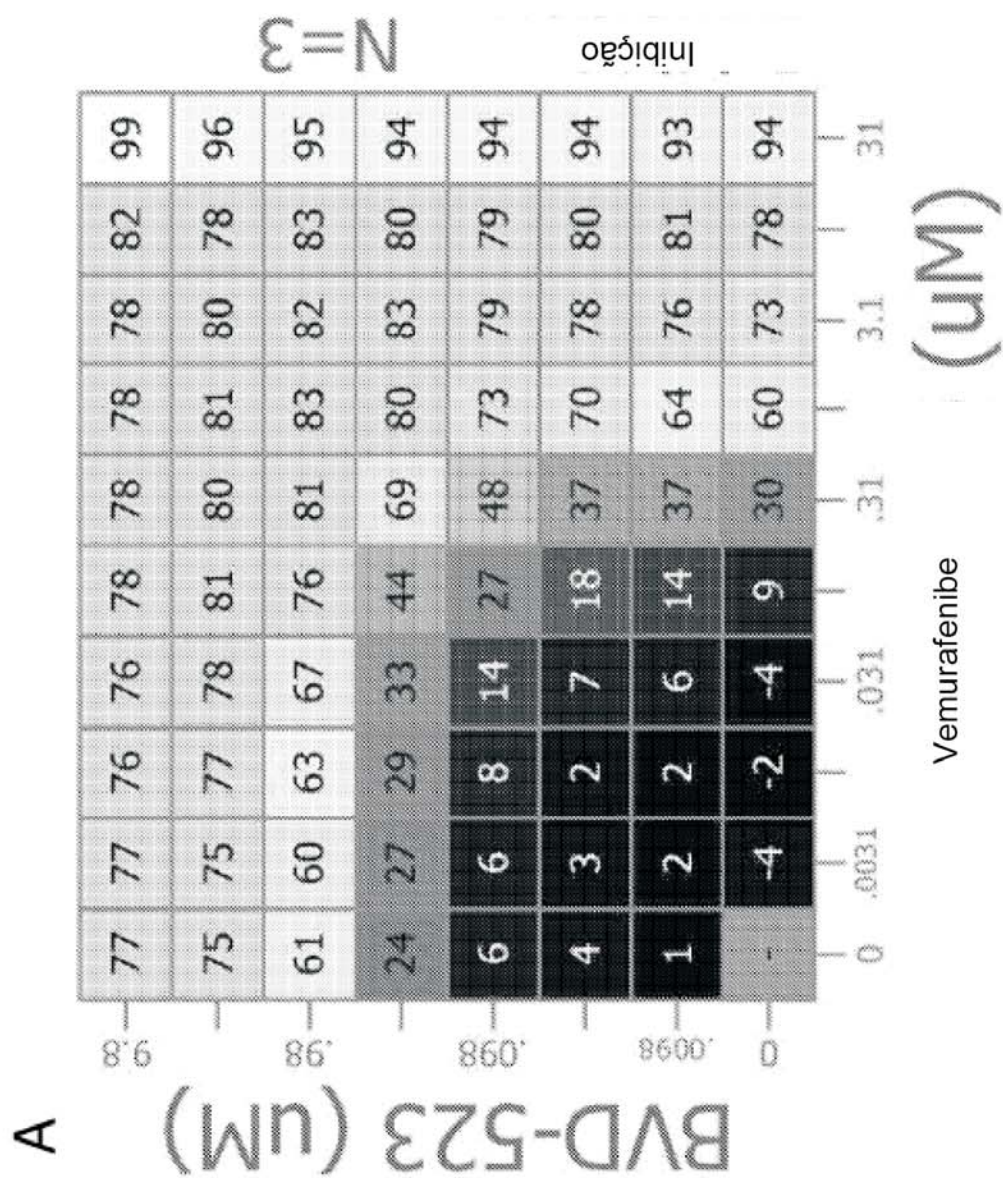 A
BVD-523 (uM)
N=3
Inibição
9.8 77 77 76 76 78 78 78 78 82 99
75 75 77 78 81 80 81 80 78 96
.98 61 60 63 67 76 81 83 82 83 95
24 27 29 33 44 69 80 83 80 94
.098 6 6 8 14 27 48 73 79 79 94
4 3 2 7 18 37 70 78 80 94
.0098 1 2 2 6 14 37 64 76 81 93
0 - -4 -2 -4 9 30 60 73 78 94
0 .0031 .031 .31 3.1 31
Vemurafenibe (uM)